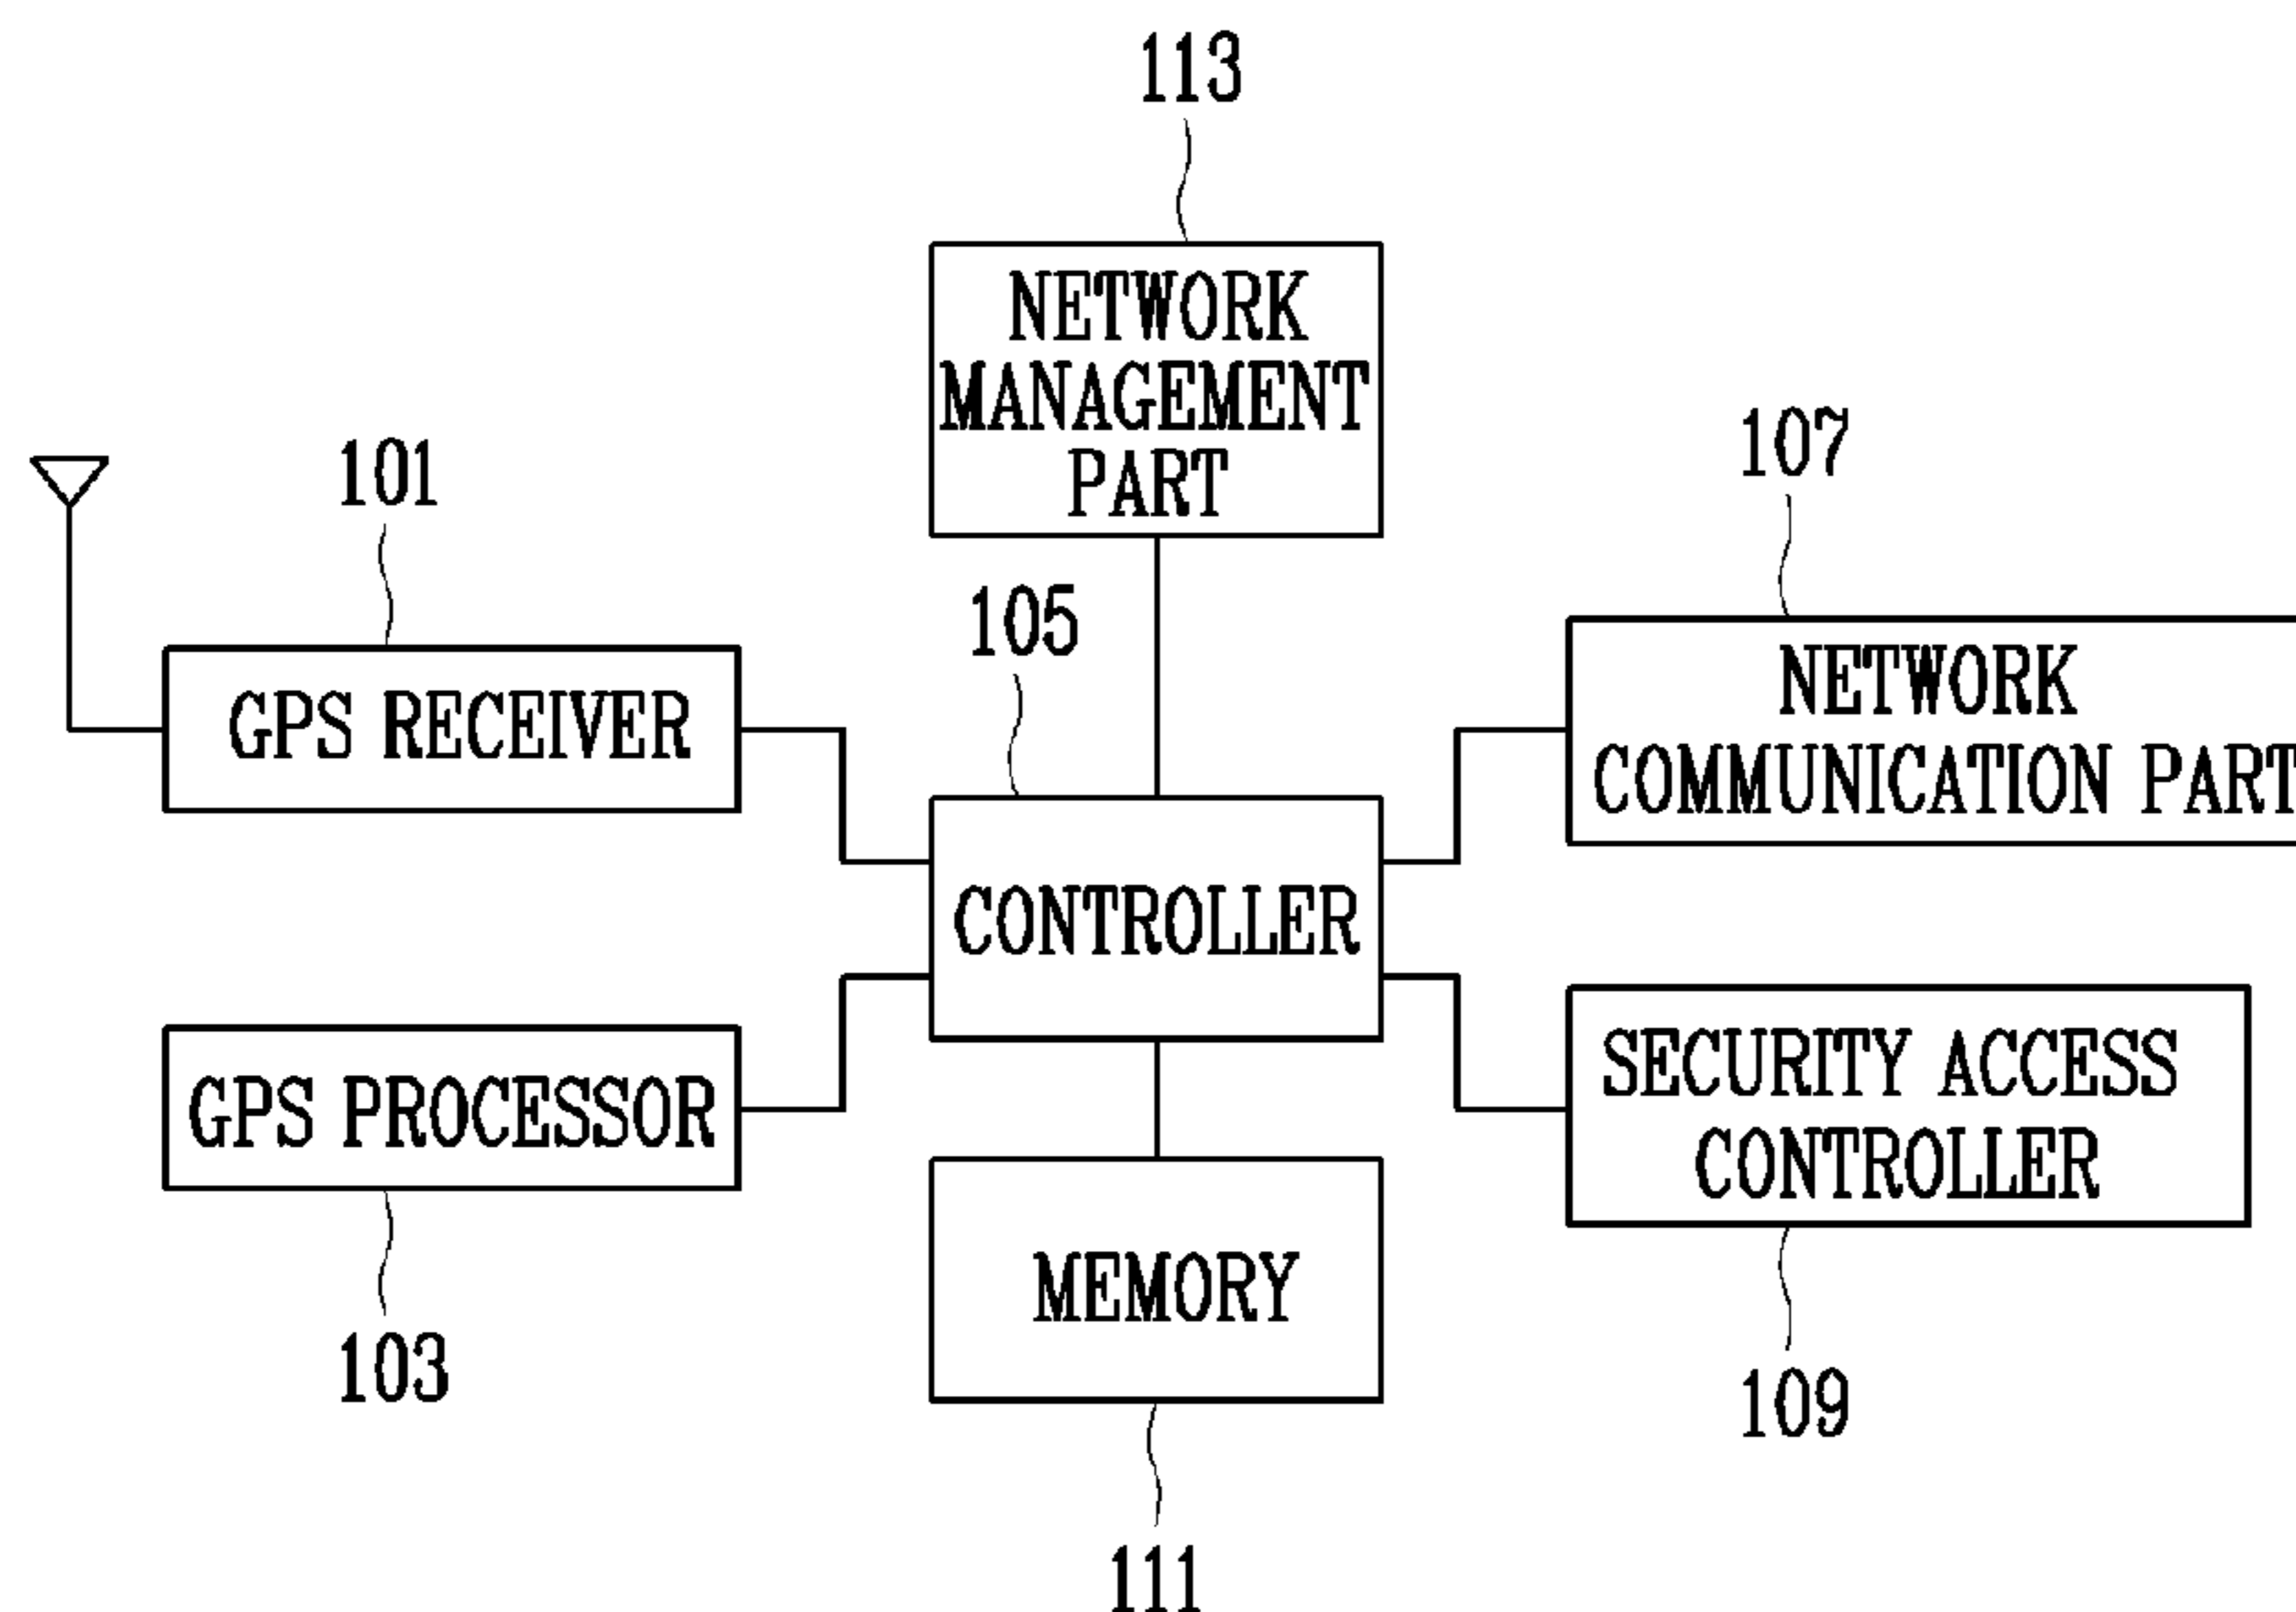 113
NETWORK
MANAGEMENT
PART
101
107
105
GPS RECEIVER
NETWORK
COMMUNICATION PART
CONTROLLER
GPS PROCESSOR
SECURITY ACCESS
CONTROLLER
MEMORY
103
109
111